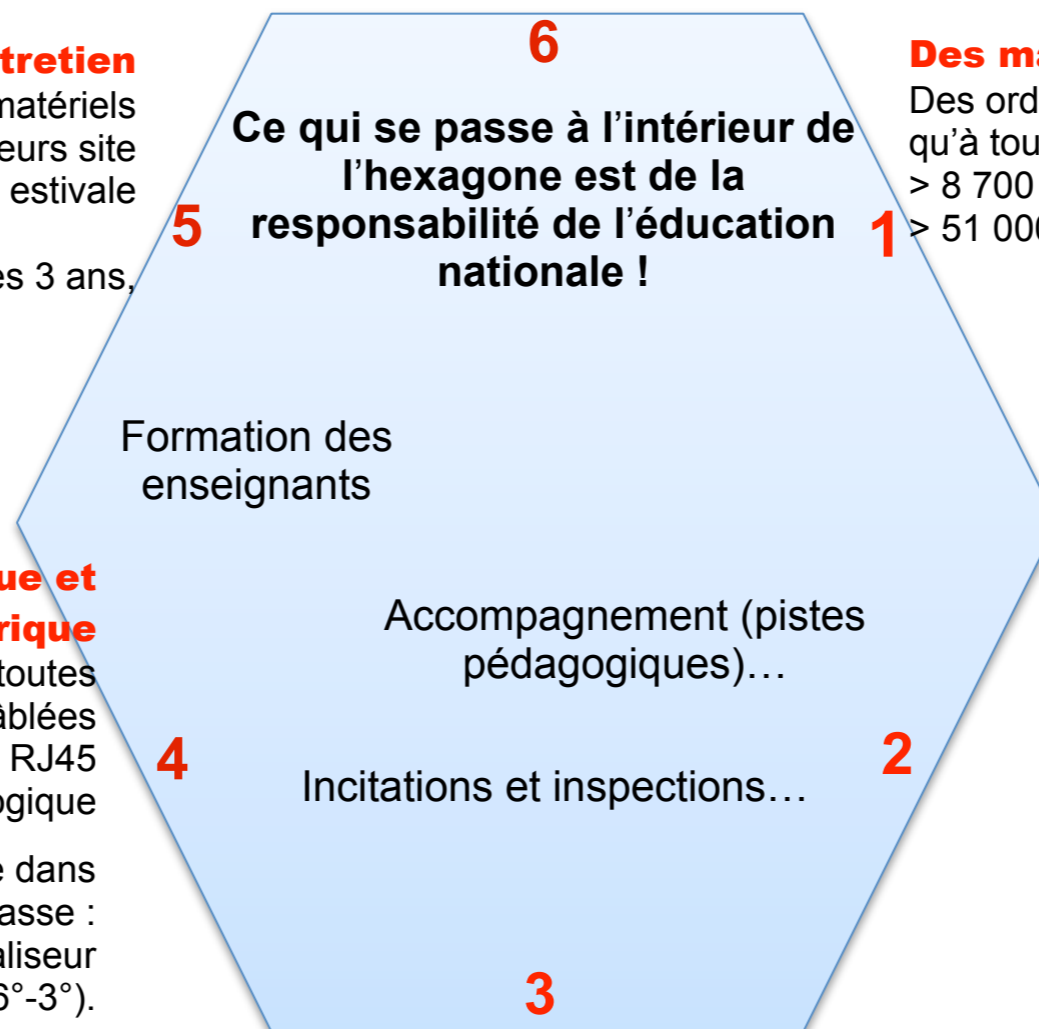 6
Ce qui se passe à l'intérieur de
l'hexagone est de la
responsabilité de l'éducation
nationale !
tretien
matériels
eurs site
estivale
es 3 ans,
5
Des ma
Des ord
qu'à tou
> 8 700
> 51 000
1
Formation des
enseignants
ue et
rique
toutes
âblées
RJ45
ogique
e dans
asse :
aliseur
6°-3°).
4
Accompagnement (pistes
pédagogiques)…
2
Incitations et inspections…
3